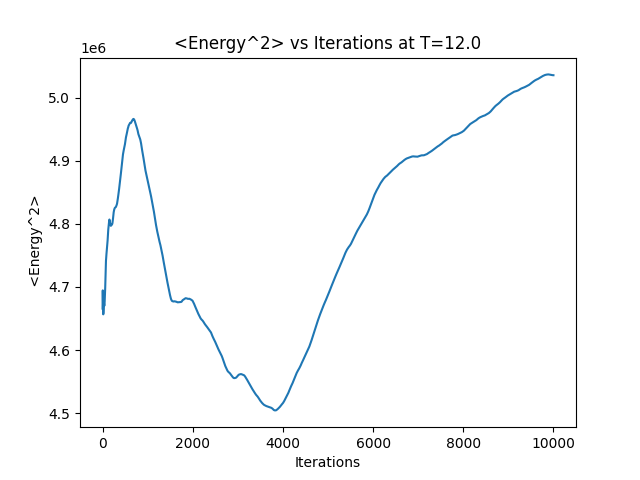 <Energy^2> vs Iterations at T=12.0
1e6
5.0
4.9
4.8
4.7
4.6
4.5
<Energy^2>
0 2000 4000 6000 8000 10000
Iterations